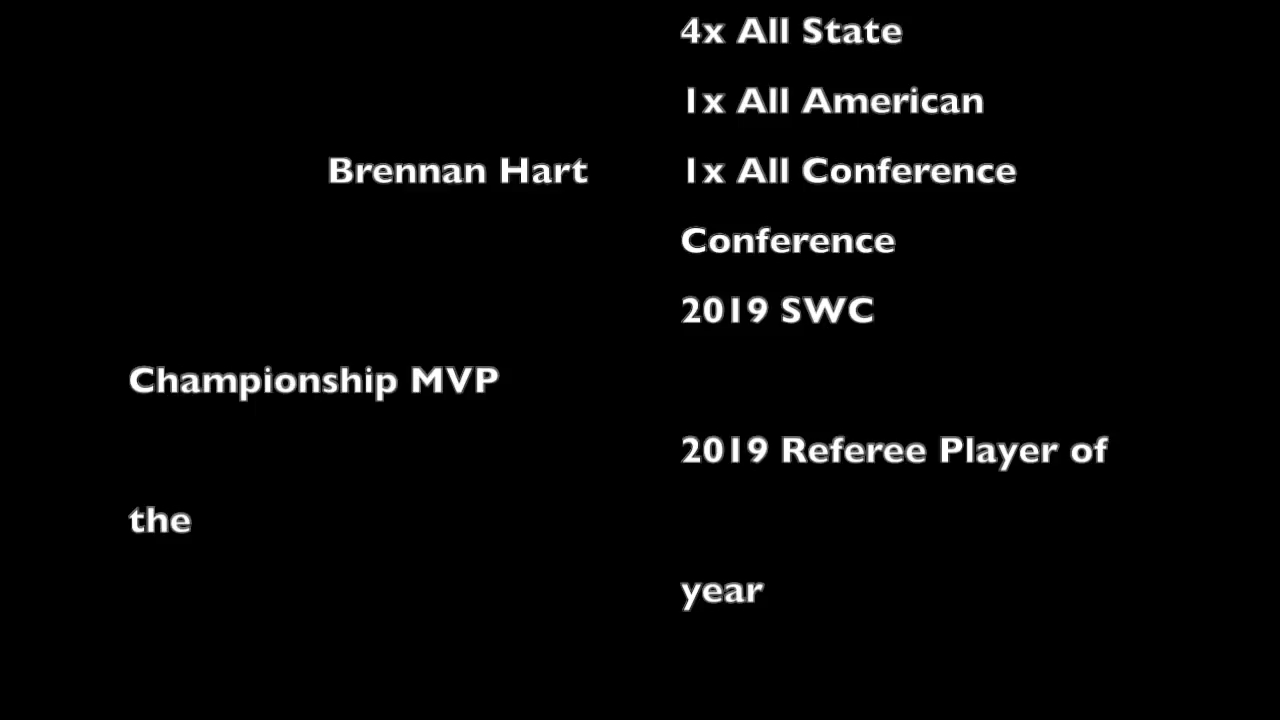 4x All State
1x All American
Brennan Hart 1x All Conference
Conference
2019 SWC
Championship MVP
2019 Referee Player of
the
year